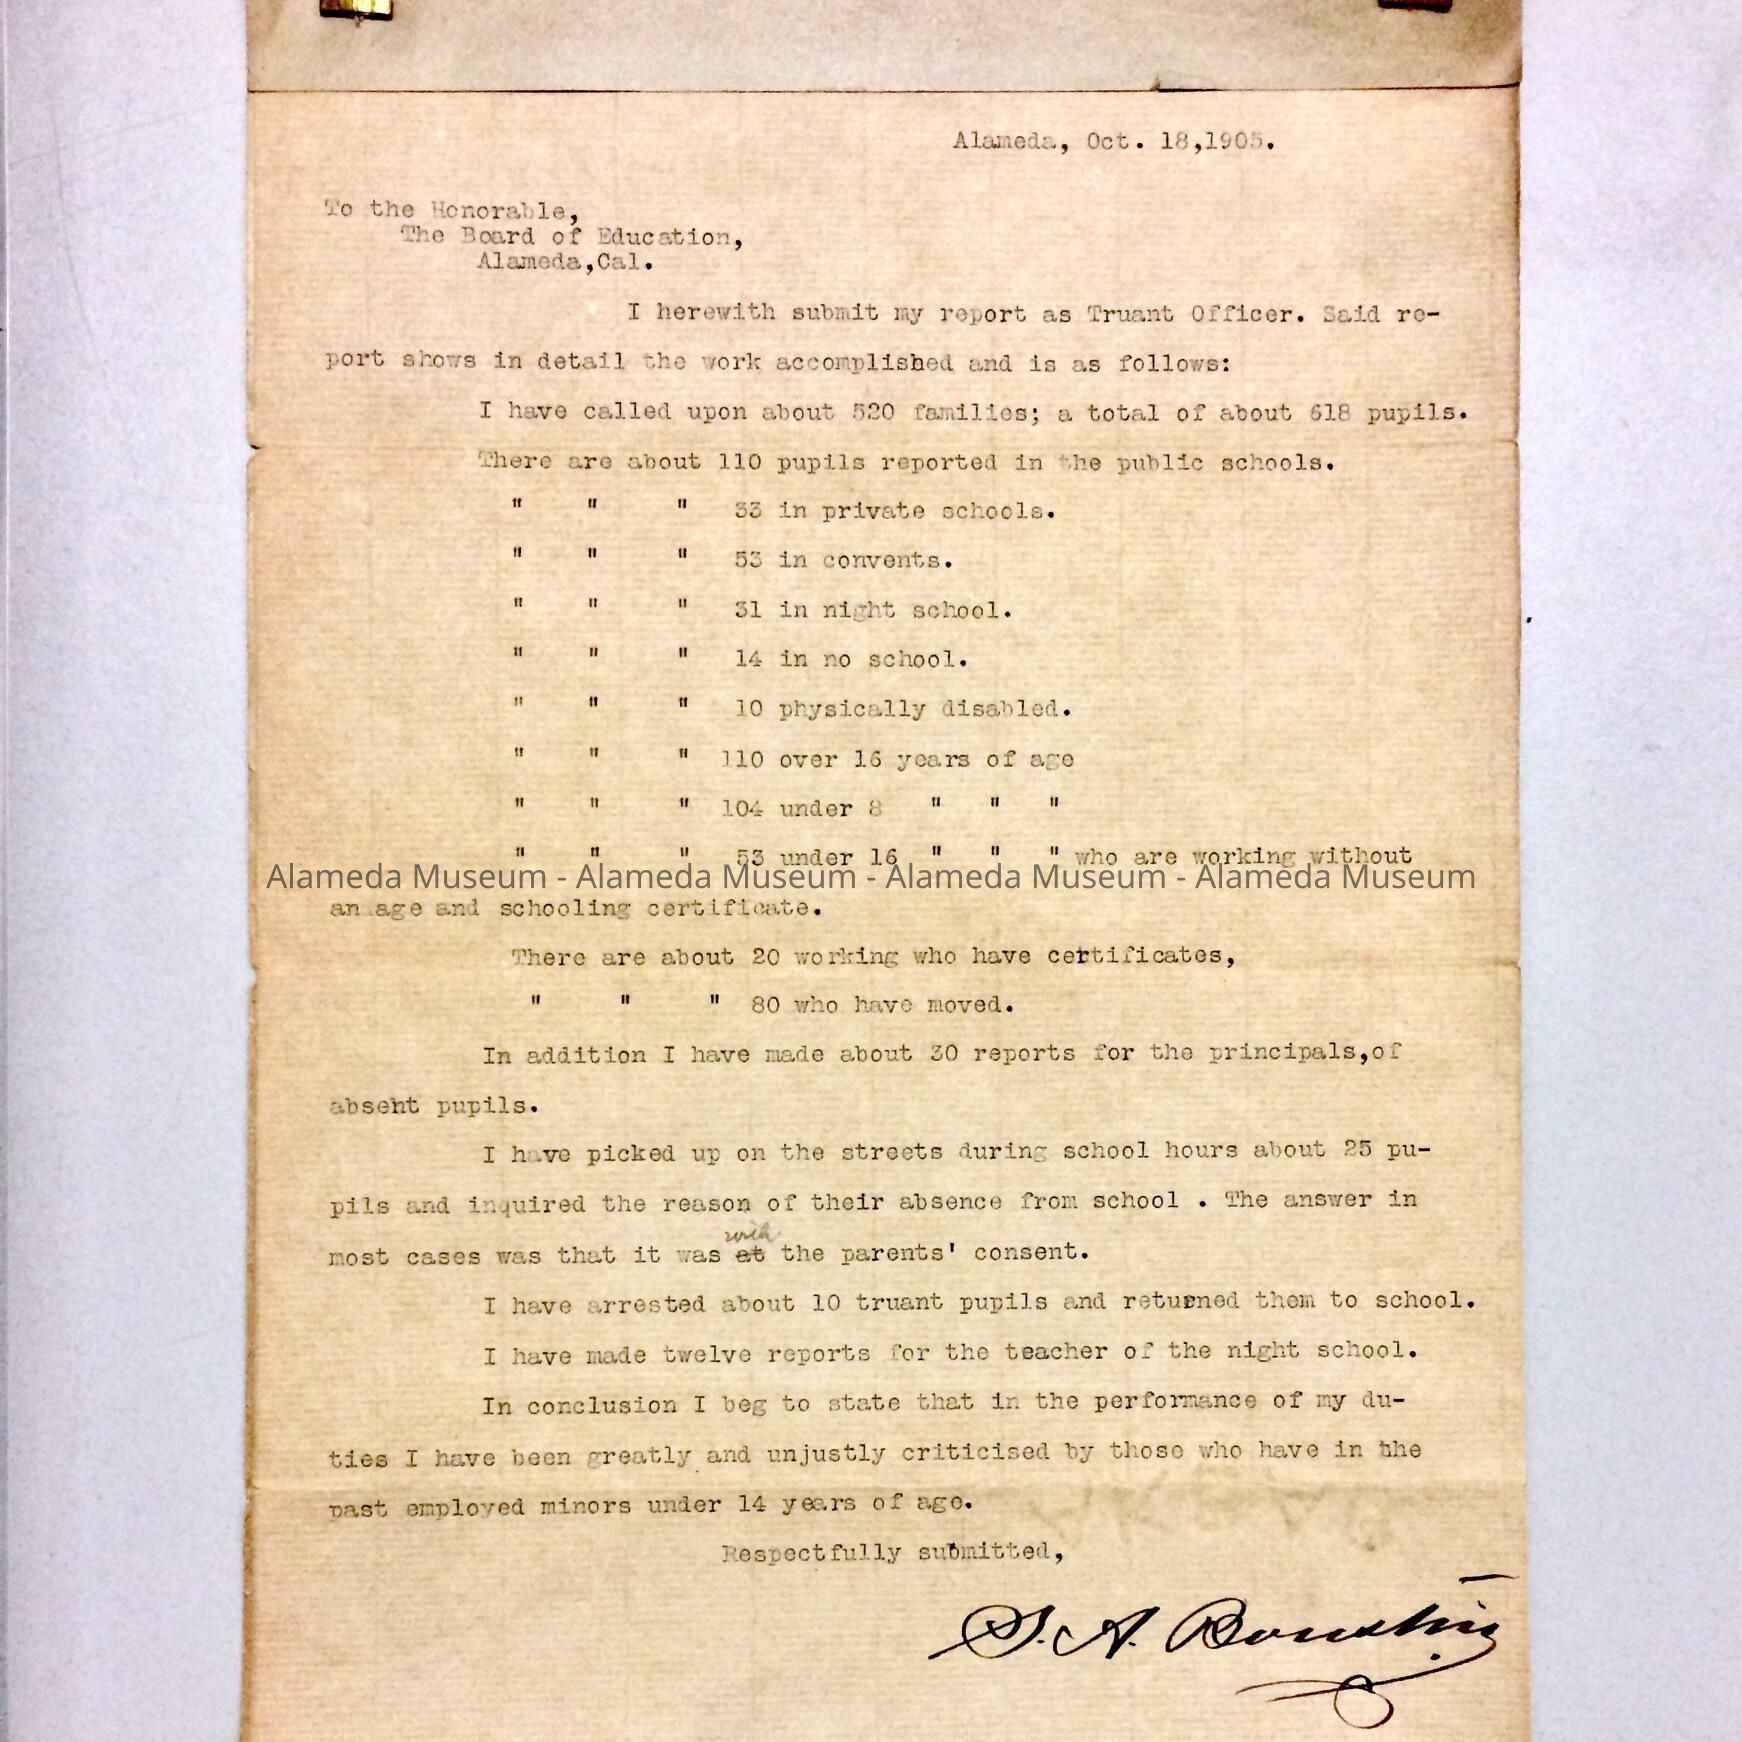 Alameda, Oct. 18,1905.
To the Honorable,
The Board of Education,
Alameda,Cal.
I herewith submit my report as Truant Officer. Said re-
port shows in detail the work accomplished and is as follows:
I have called upon about 520 families; a total of about 618 pupils.
There are about 110 pupils reported in the public schools.
" " " 33 in private schools.
" " " 53 in convents.
" " " 31 in night school.
" " " 14 in no school.
" " " 10 physically disabled.
" " " 110 over 16 years of age
" " " 104 under 8 " " "
" " " 53 under 16 " " " who are working without
Alameda Museum - Alameda Museum - Alameda Museum - Alameda Museum
an age and schooling certificate.
There are about 20 working who have certificates,
" " " 80 who have moved.
In addition I have made about 30 reports for the principals,of
absent pupils.
I have picked up on the streets during school hours about 25 pu-
pils and inquired the reason of their absence from school . The answer in
with
most cases was that it was at the parents' consent.
I have arrested about 10 truant pupils and returned them to school.
I have made twelve reports for the teacher of the night school.
In conclusion I beg to state that in the performance of my du-
ties I have been greatly and unjustly criticised by those who have in the
past employed minors under 14 years of age.
Respectfully submitted,
S. A.